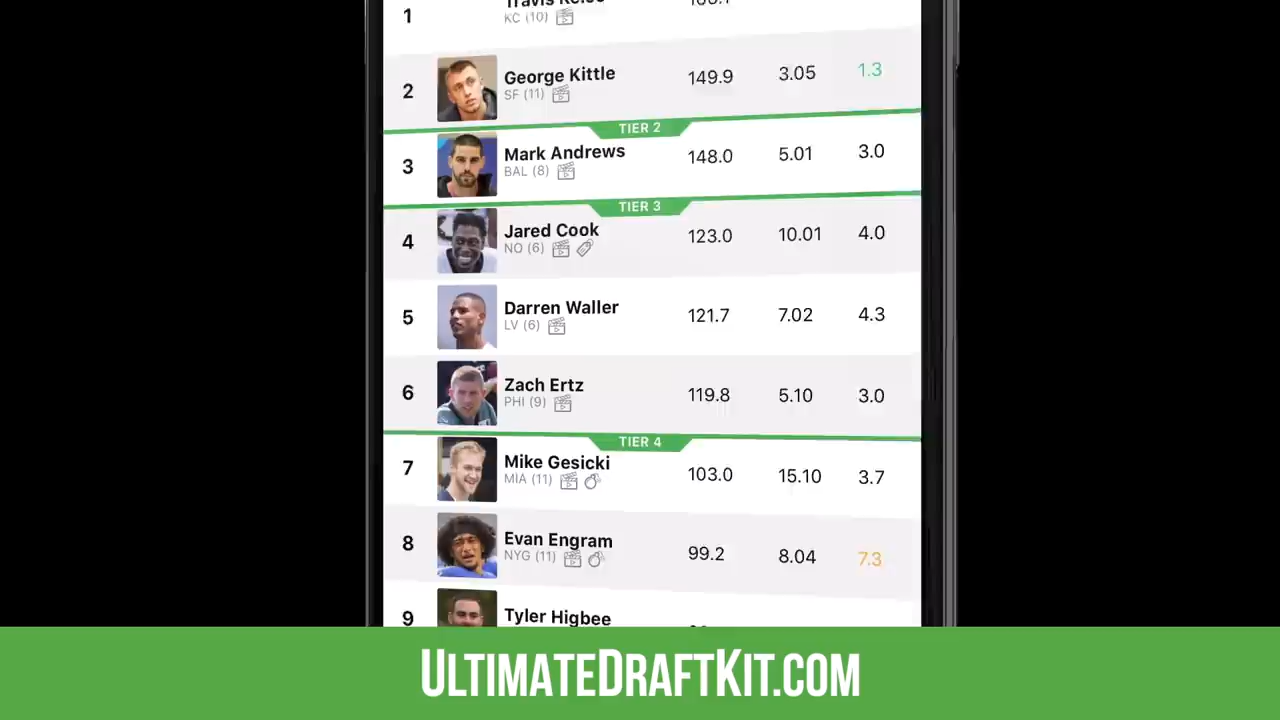 1
KC (10)
2 George Kittle 149.9 3.05 1.3
SF (11)
TIER 2
3 Mark Andrews 148.0 5.01 3.0
BAL (8)
TIER 3
4 Jared Cook 123.0 10.01 4.0
NO (6)
5 Darren Waller 121.7 7.02 4.3
LV (6)
6 Zach Ertz 119.8 5.10 3.0
PHI (9)
TIER 4
7 Mike Gesicki 103.0 15.10 3.7
MIA (11)
8 Evan Engram 99.2 8.04 7.3
NYG (11)
9 Tyler Higbee
ULTIMATEDRAFTKIT.COM